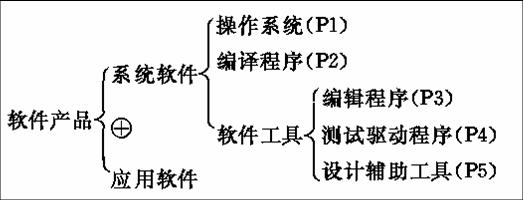 操作系统(P1)
系统软件
编译程序(P2)
编辑程序(P3)
软件产品
⊕
软件工具
测试驱动程序(P4)
应用软件
设计辅助工具(P5)